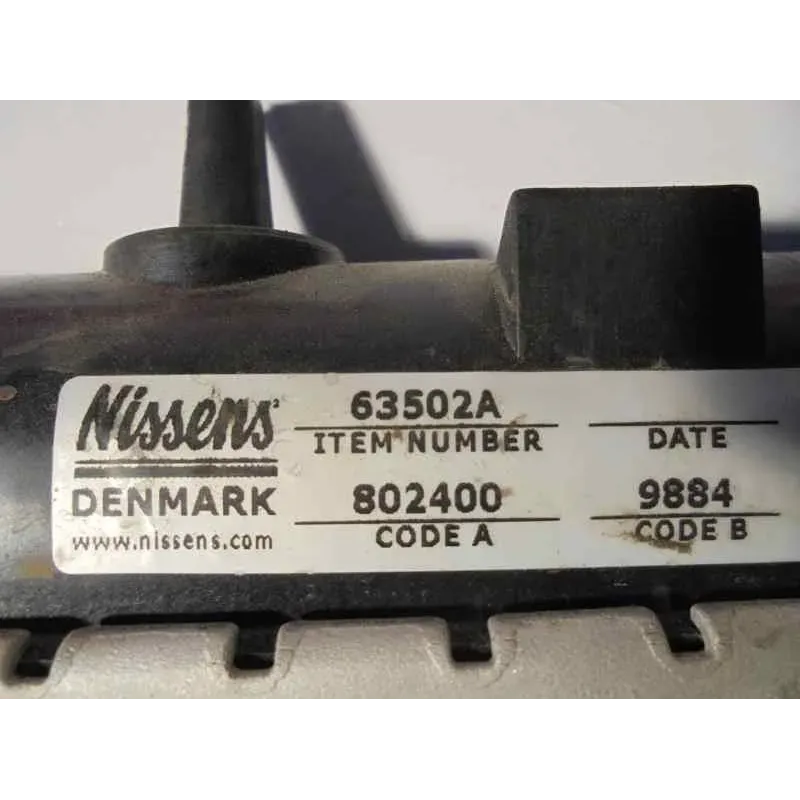 Nissens
DENMARK
www.nissens.com
63502A
ITEM NUMBER
DATE
802400
CODE A
9884
CODE B